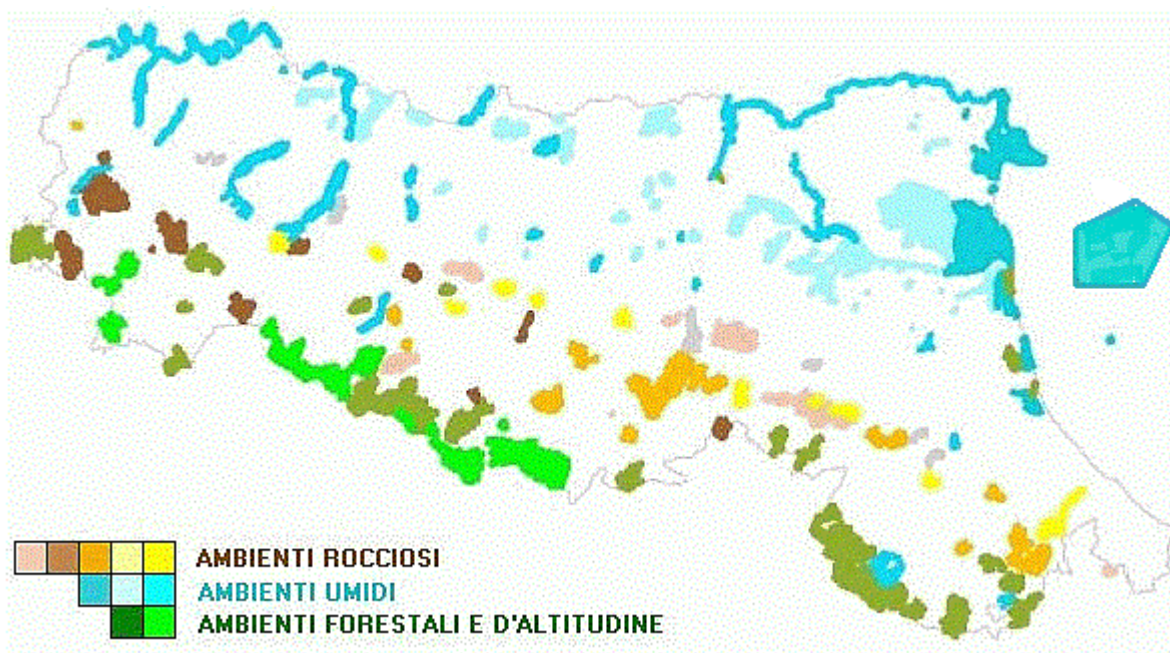 AMBIENTI ROCCIOSI
AMBIENTI UMIDI
AMBIENTI FORESTALI E D'ALTITUDINE